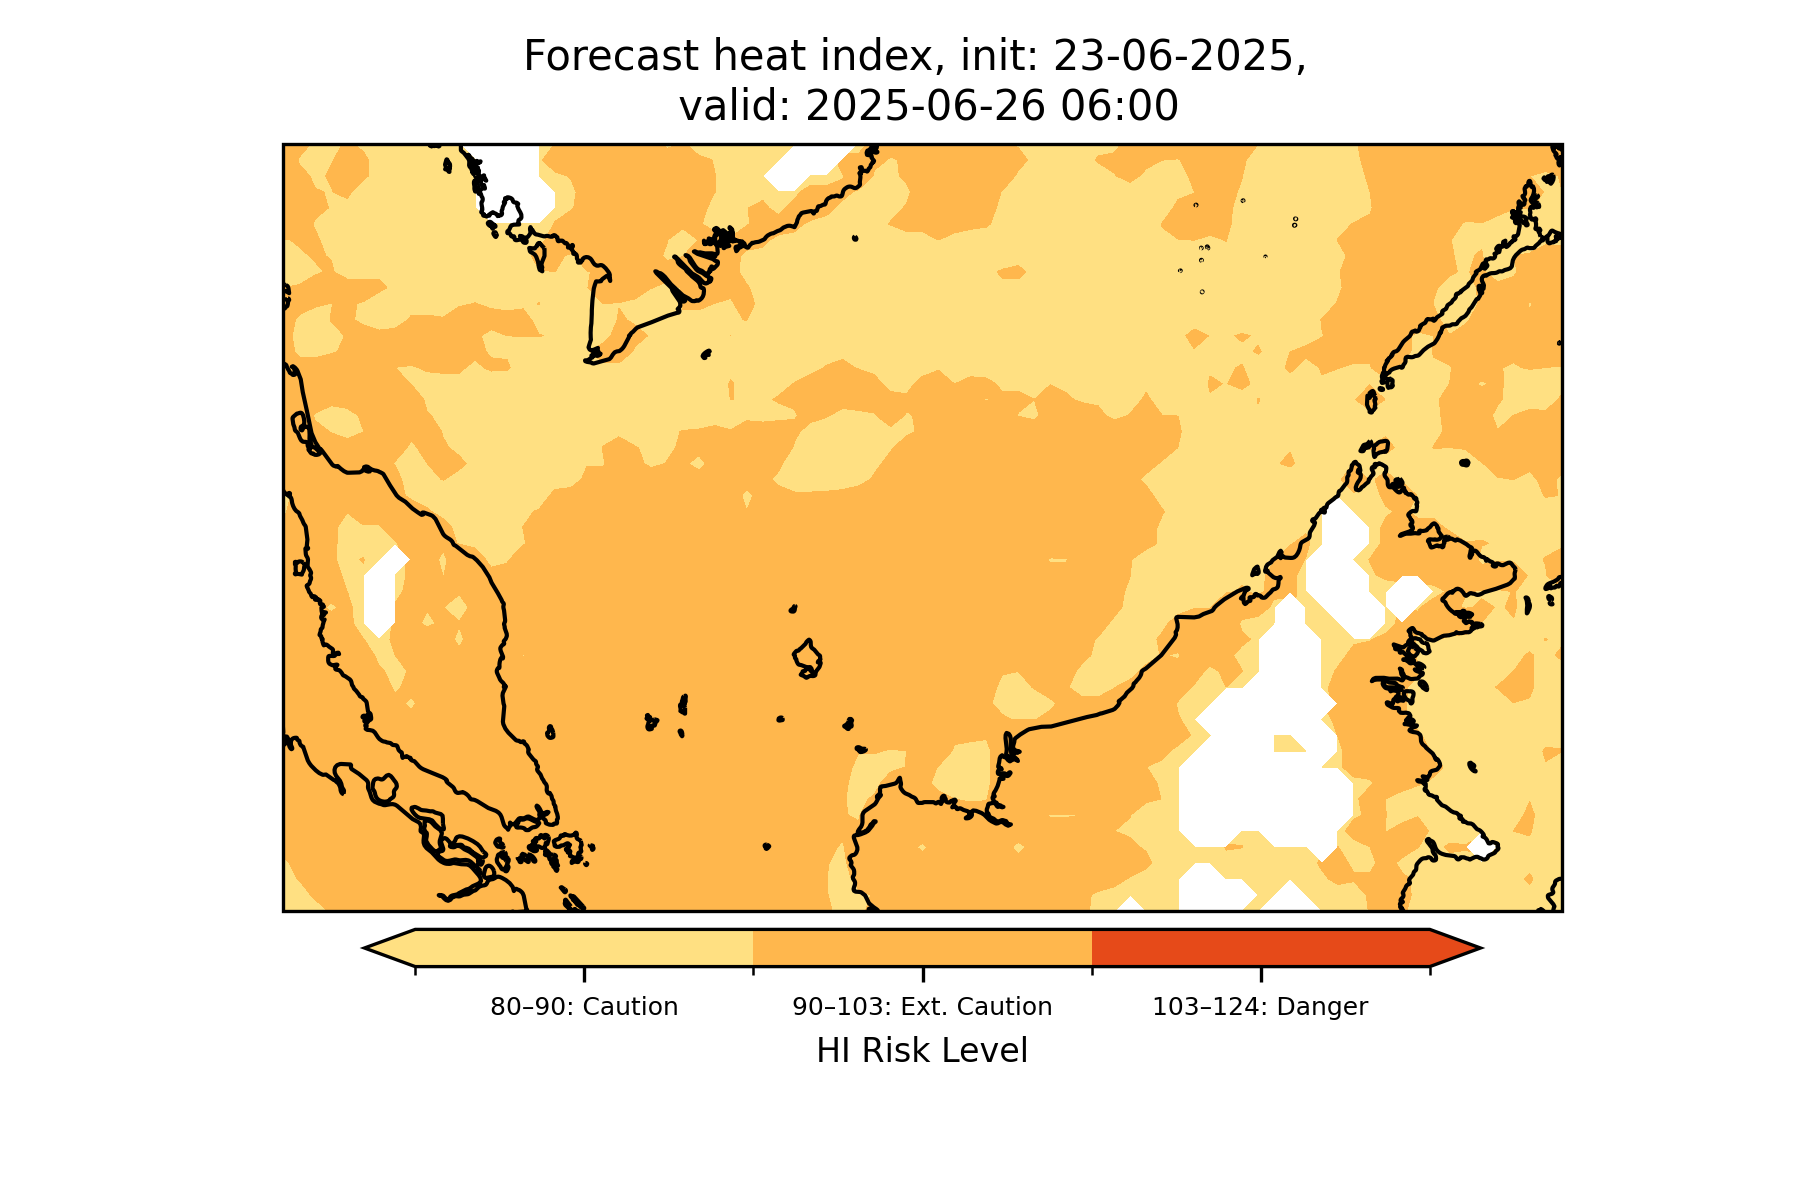 Forecast heat index, init: 23-06-2025,
valid: 2025-06-26 06:00
80–90: Caution
90–103: Ext. Caution
103–124: Danger
HI Risk Level